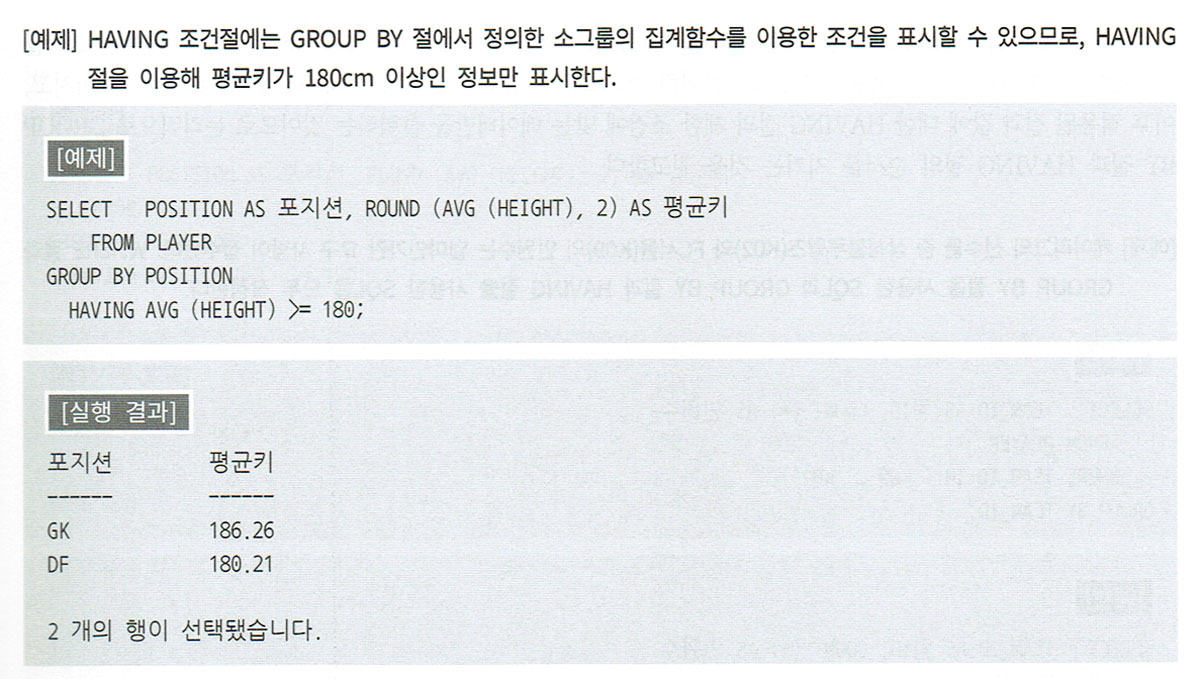 [예제] HAVING 조건절에는 GROUP BY 절에서 정의한 소그룹의 집계함수를 이용한 조건을 표시할 수 있으므로, HAVING
절을 이용해 평균키가 180cm 이상인 정보만 표시한다.
[예제]
SELECT POSITION AS 포지션, ROUND (AVG (HEIGHT), 2) AS 평균키
FROM PLAYER
GROUP BY POSITION
HAVING AVG (HEIGHT) >= 180;
[실행 결과]
포지션 평균키
------ ------
GK 186.26
DF 180.21
2 개의 행이 선택됐습니다.